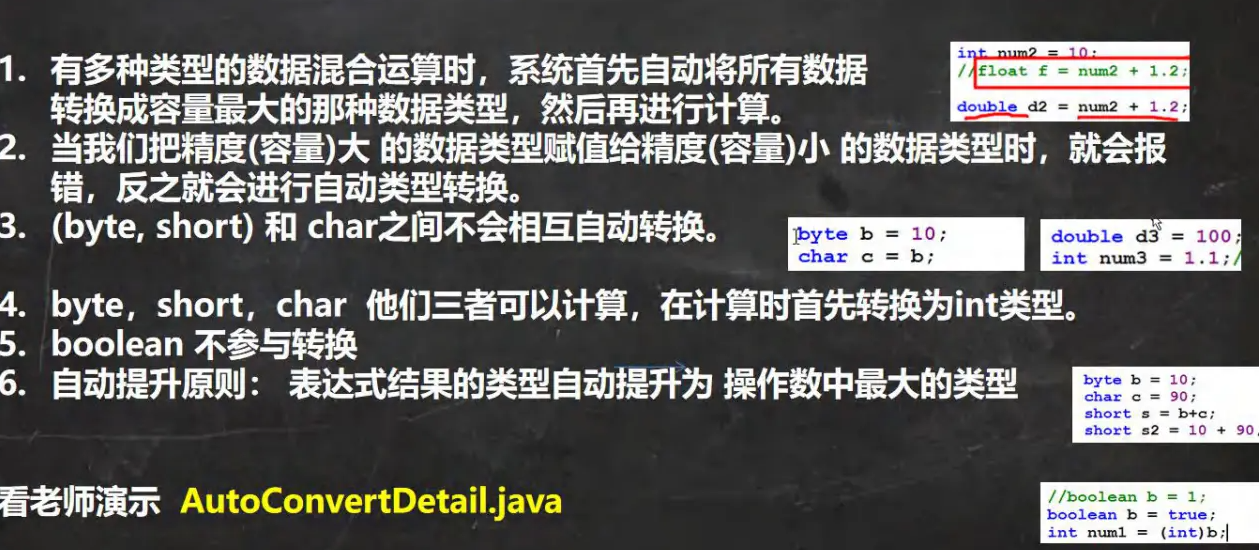 1. 有多种类型的数据混合运算时，系统首先自动将所有数据
转换成容量最大的那种数据类型，然后再进行计算。
int num2 = 10;
//float f = num2 + 1.2;
double d2 = num2 + 1.2;
2. 当我们把精度(容量)大 的数据类型赋值给精度(容量)小 的数据类型时，就会报
错，反之就会进行自动类型转换。
3. (byte, short) 和 char之间不会相互自动转换。
byte b = 10;
char c = b;
double d3 = 100;
int num3 = 1.1;/
4. byte，short，char 他们三者可以计算，在计算时首先转换为int类型。
5. boolean 不参与转换
6. 自动提升原则： 表达式结果的类型自动提升为 操作数中最大的类型
byte b = 10;
char c = 90;
short s = b+c;
short s2 = 10 + 90,
看老师演示 AutoConvertDetail.java
//boolean b = 1;
boolean b = true;
int num1 = (int)b;